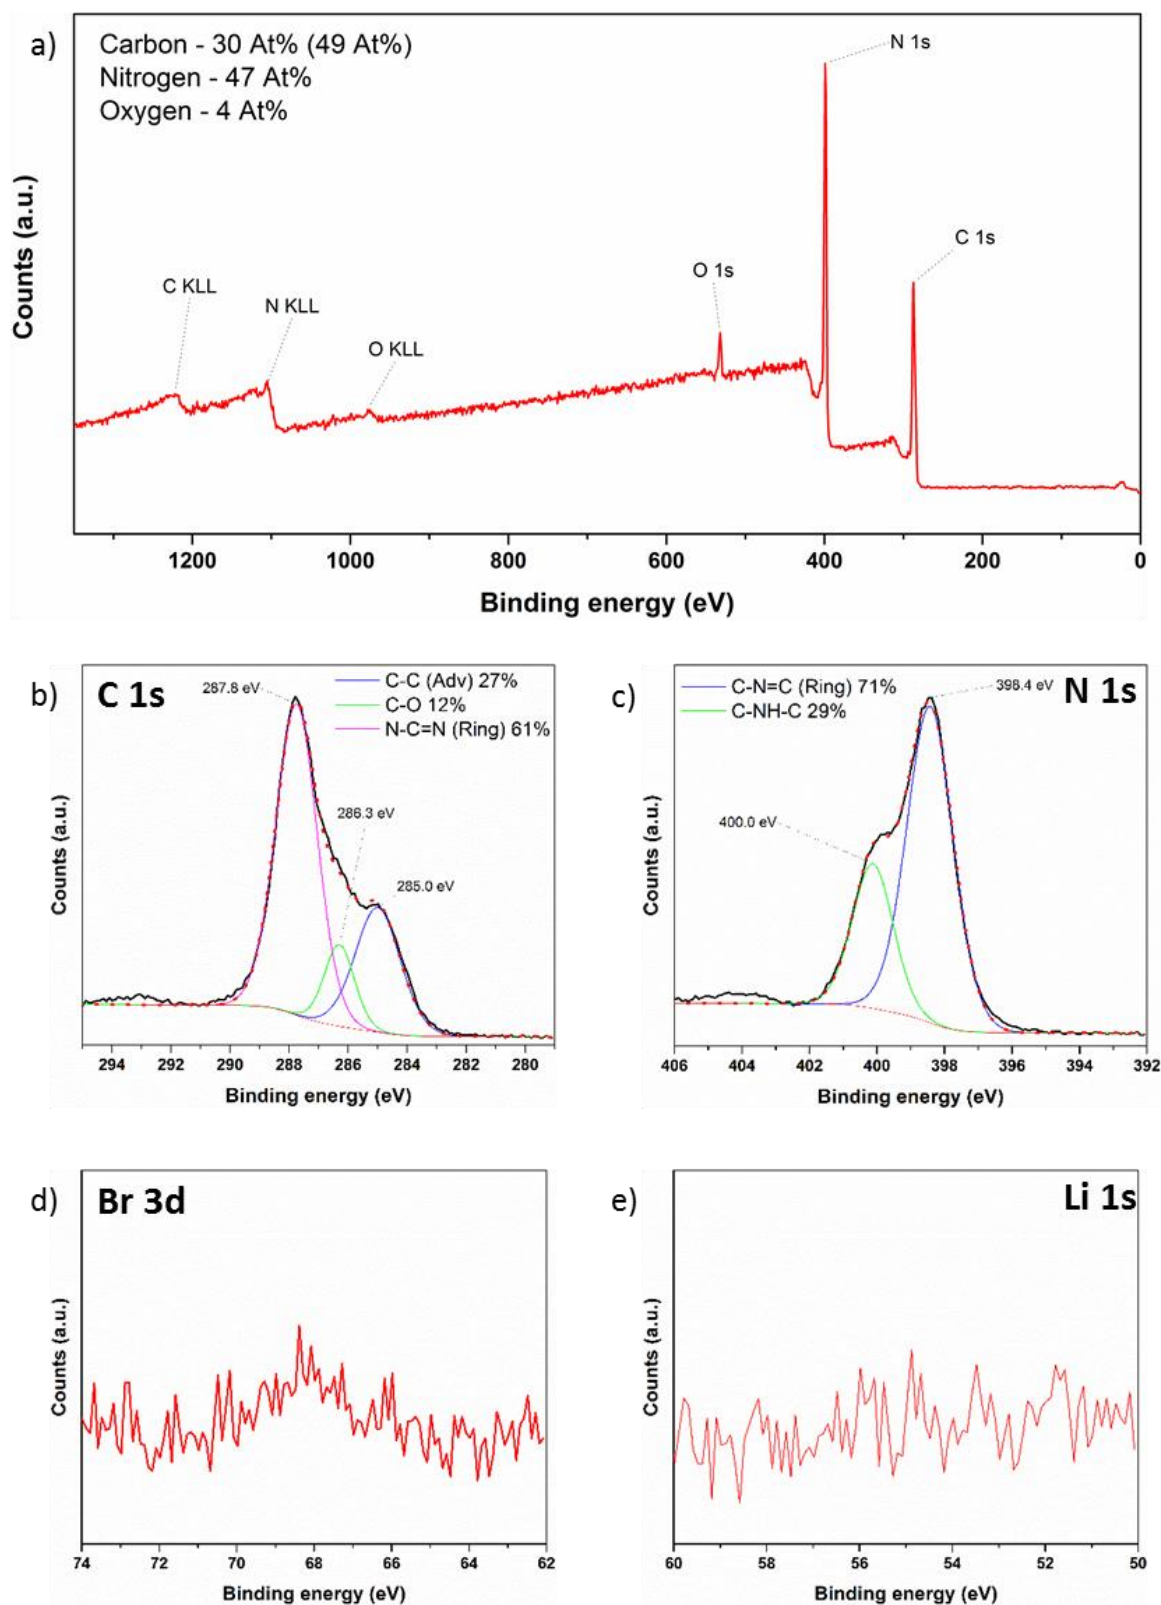 a)
Carbon - 30 At% (49 At%)
Nitrogen - 47 At%
Oxygen - 4 At%
N 1s
C 1s
O 1s
C KLL
N KLL
O KLL
Counts (a.u.)
1200 1000 800 600 400 200 0
Binding energy (eV)
b) C 1s
287.8 eV
C-C (Adv) 27%
C-O 12%
N-C=N (Ring) 61%
286.3 eV
285.0 eV
Counts (a.u.)
294 292 290 288 286 284 282 280
Binding energy (eV)
c) N 1s
C-N=C (Ring) 71%
C-NH-C 29%
398.4 eV
400.0 eV
Counts (a.u.)
406 404 402 400 398 396 394 392
Binding energy (eV)
d) Br 3d
Counts (a.u.)
74 72 70 68 66 64 62
Binding energy (eV)
e) Li 1s
Counts (a.u.)
60 58 56 54 52 50
Binding energy (eV)